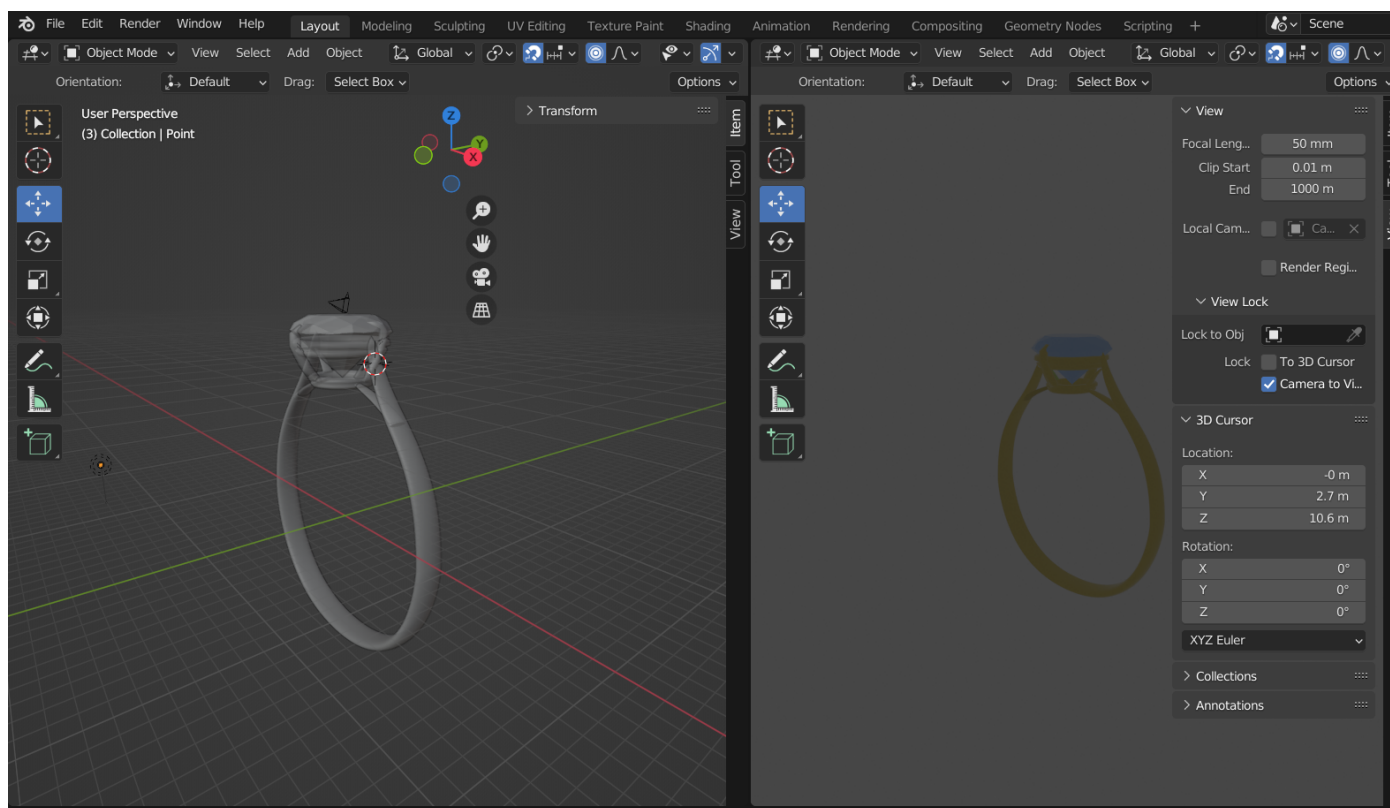 File Edit Render Window Help Layout Modeling Sculpting UV Editing Texture Paint Shading Animation Rendering Compositing Geometry Nodes Scripting + Scene
Object Mode View Select Add Object Global
Orientation: Default Drag: Select Box Options
User Perspective
(3) Collection | Point
Z
Y
X
Transform
Item
Tool
View
Object Mode View Select Add Object Global
Orientation: Default Drag: Select Box Options
View
Focal Leng... 50 mm
Clip Start 0.01 m
End 1000 m
Local Cam... Ca...
Render Regi...
View Lock
Lock to Obj
Lock To 3D Cursor
Camera to Vi...
3D Cursor
Location:
X -0 m
Y 2.7 m
Z 10.6 m
Rotation:
X 0°
Y 0°
Z 0°
XYZ Euler
Collections
Annotations